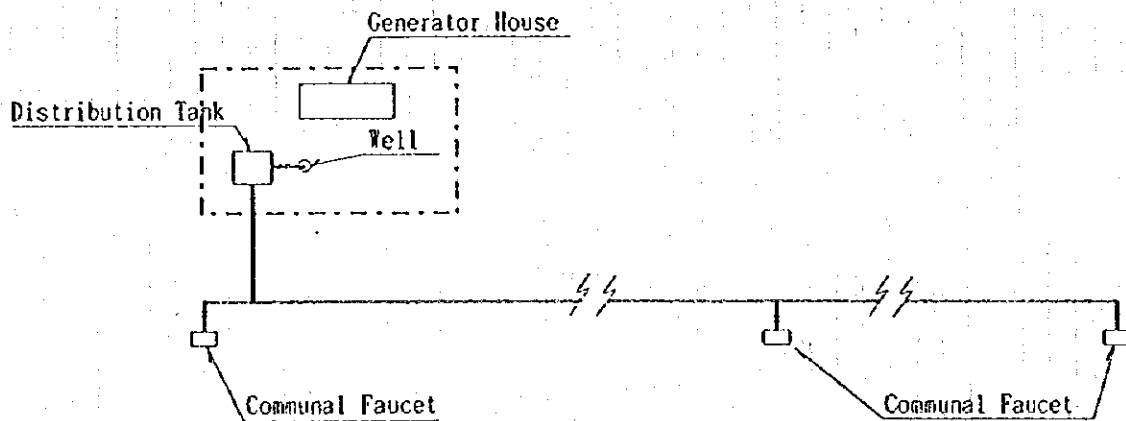 Generator House
Distribution Tank
Well
Communal Faucet
Communal Faucet